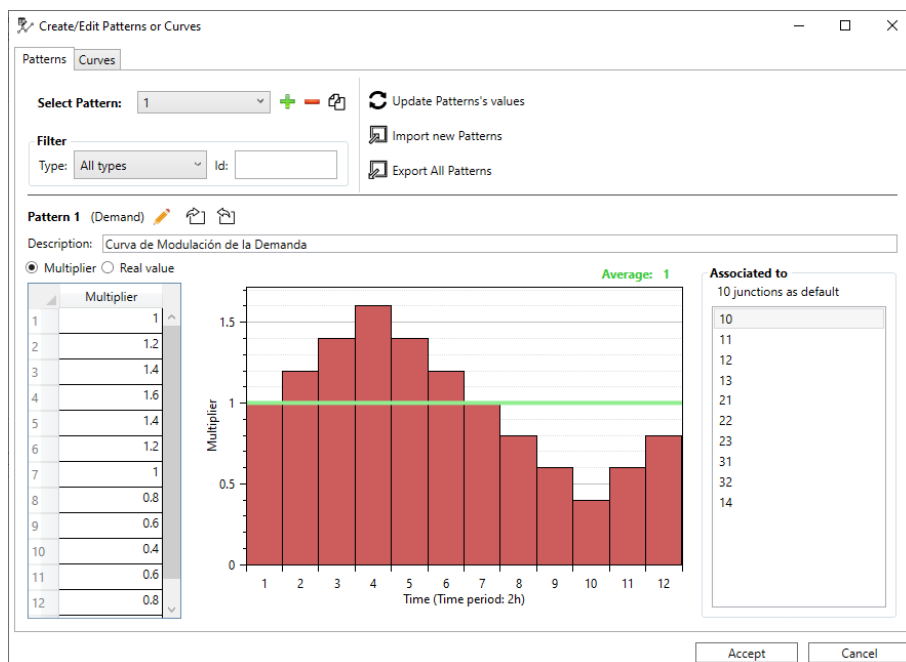 Create/Edit Patterns or Curves
Patterns Curves
Select Pattern: 1
Update Patterns's values
Import new Patterns
Export All Patterns
Filter
Type: All types Id:
Pattern 1 (Demand)
Description: Curva de Modulación de la Demanda
Multiplier Real value
Multiplier
1 1
2 1.2
3 1.4
4 1.6
5 1.4
6 1.2
7 1
8 0.8
9 0.6
10 0.4
11 0.6
12 0.8
Average: 1
Multiplier
1.5
1
0.5
0
1 2 3 4 5 6 7 8 9 10 11 12
Time (Time period: 2h)
Associated to
10 junctions as default
10
11
12
13
21
22
23
31
32
14
Accept Cancel